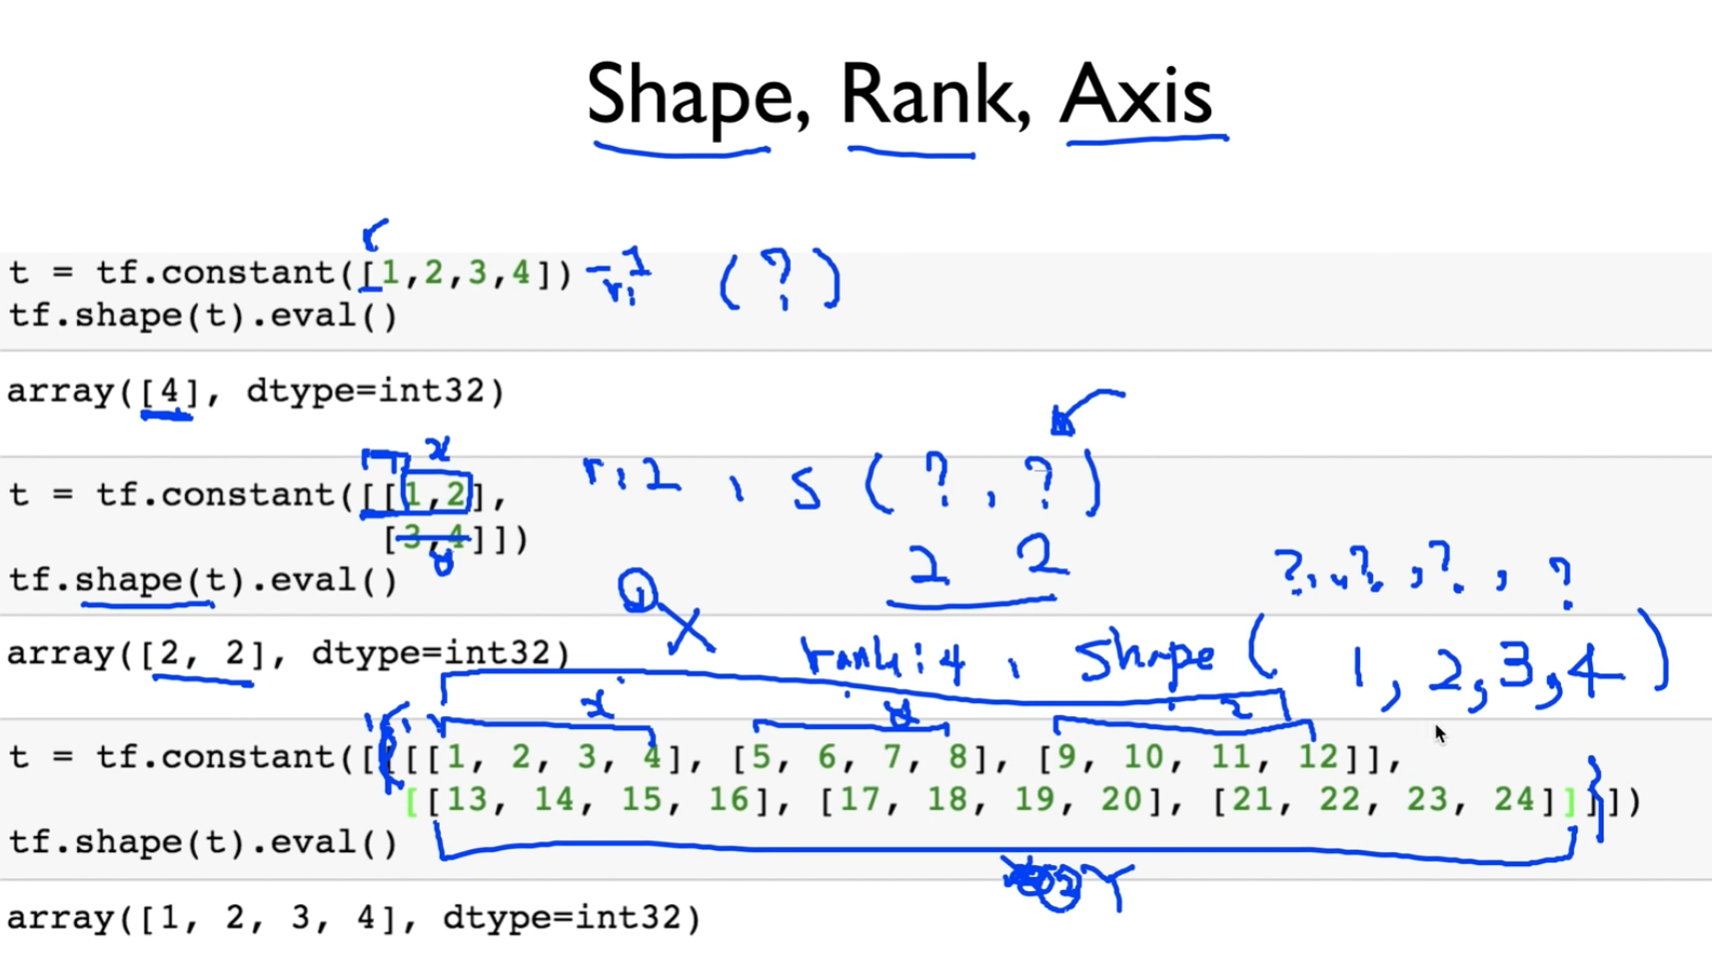 Shape, Rank, Axis
t = tf.constant([1,2,3,4]) r: 1 (?)
tf.shape(t).eval()
array([4], dtype=int32)
x
t = tf.constant([[1,2], r:2, s(?, ?)
[3,4]])
y
2 2
tf.shape(t).eval()
?, ?, ?, ?
array([2, 2], dtype=int32)
rank:4, shape (1, 2, 3, 4)
x y z
t = tf.constant([[[[1, 2, 3, 4], [5, 6, 7, 8], [9, 10, 11, 12]],
[[13, 14, 15, 16], [17, 18, 19, 20], [21, 22, 23, 24]]]])
tf.shape(t).eval()
Y
array([1, 2, 3, 4], dtype=int32)